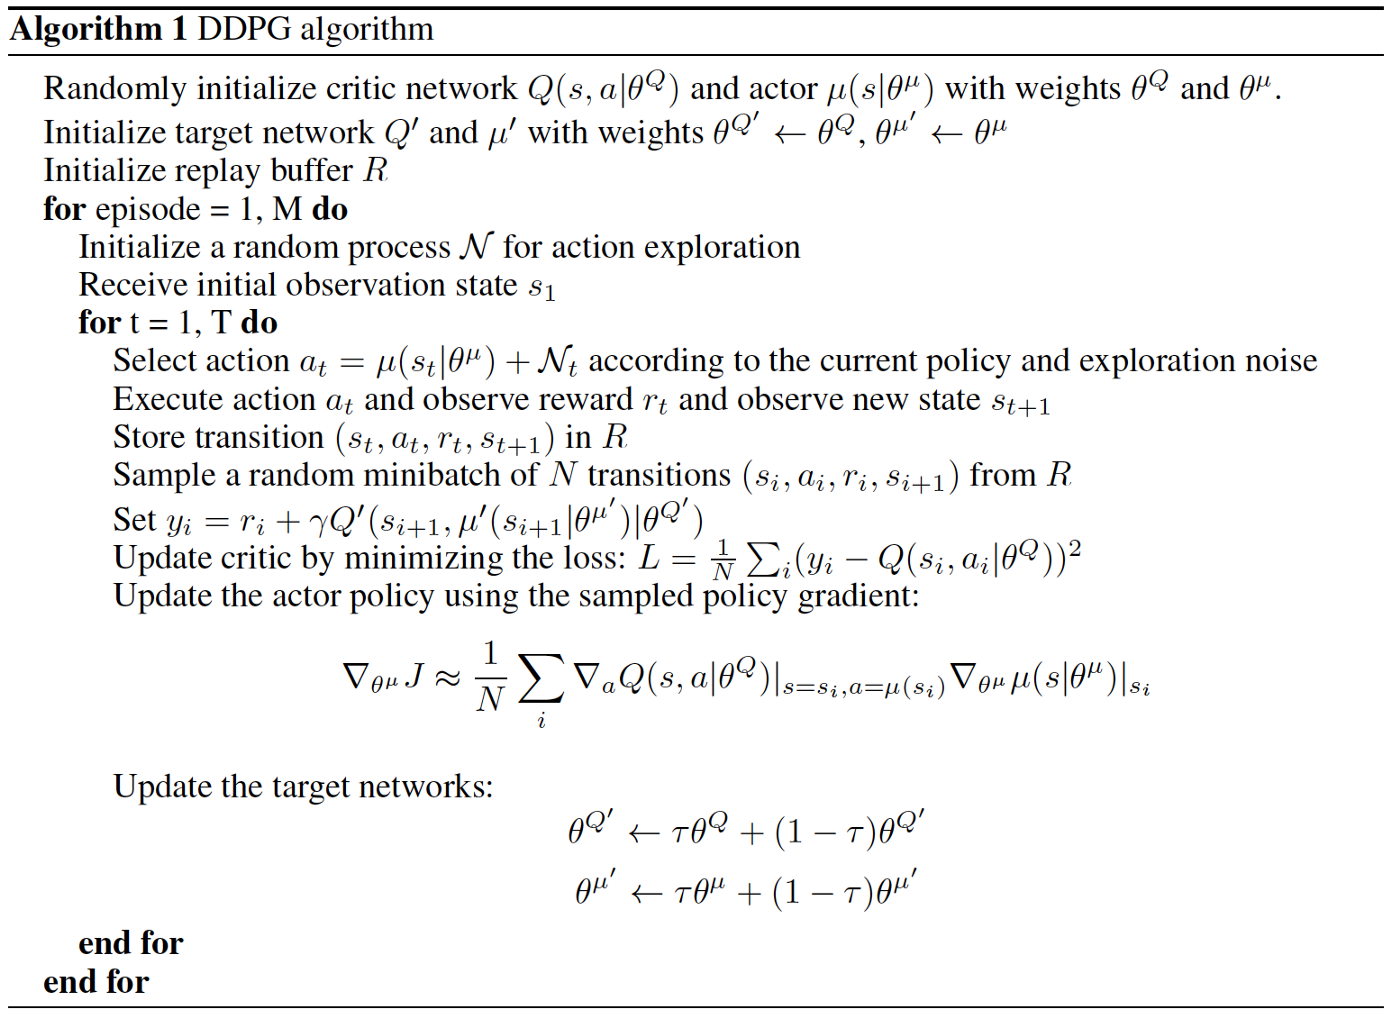 Algorithm 1 DDPG algorithm
Randomly initialize critic network $Q(s, a|\theta^Q)$ and actor $\mu(s|\theta^\mu)$ with weights $\theta^Q$ and $\theta^\mu$.
Initialize target network $Q'$ and $\mu'$ with weights $\theta^{Q'} \leftarrow \theta^Q, \theta^{\mu'} \leftarrow \theta^\mu$
Initialize replay buffer $R$
for episode = 1, M do
Initialize a random process $\mathcal{N}$ for action exploration
Receive initial observation state $s_1$
for t = 1, T do
Select action $a_t = \mu(s_t|\theta^\mu) + \mathcal{N}_t$ according to the current policy and exploration noise
Execute action $a_t$ and observe reward $r_t$ and observe new state $s_{t+1}$
Store transition $(s_t, a_t, r_t, s_{t+1})$ in $R$
Sample a random minibatch of $N$ transitions $(s_i, a_i, r_i, s_{i+1})$ from $R$
Set $y_i = r_i + \gamma Q'(s_{i+1}, \mu'(s_{i+1}|\theta^{\mu'})|\theta^{Q'})$
Update critic by minimizing the loss: $L = \frac{1}{N} \sum_i (y_i - Q(s_i, a_i|\theta^Q))^2$
Update the actor policy using the sampled policy gradient:
$\nabla_{\theta^\mu} J \approx \frac{1}{N} \sum_i \nabla_a Q(s, a|\theta^Q)|_{s=s_i, a=\mu(s_i)} \nabla_{\theta^\mu} \mu(s|\theta^\mu)|_{s_i}$
Update the target networks:
$\theta^{Q'} \leftarrow \tau\theta^Q + (1 - \tau)\theta^{Q'}$
$\theta^{\mu'} \leftarrow \tau\theta^\mu + (1 - \tau)\theta^{\mu'}$
end for
end for